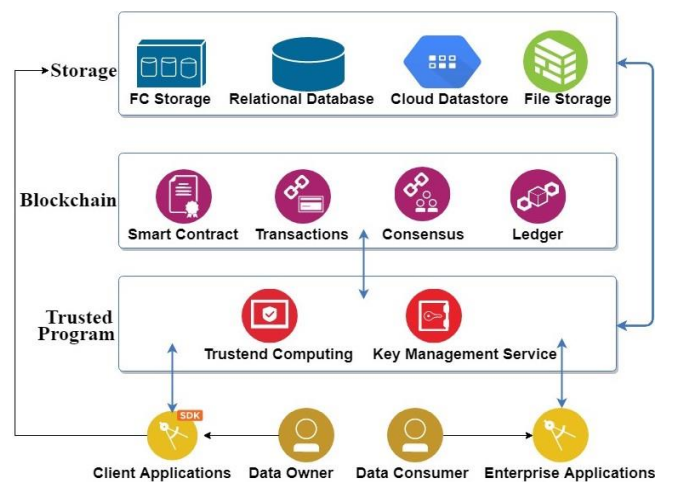 Storage
FC Storage
Relational Database
Cloud Datastore
File Storage
Blockchain
Smart Contract
Transactions
Consensus
Ledger
Trusted
Program
Trustend Computing
Key Management Service
SDK
Client Applications
Data Owner
Data Consumer
Enterprise Applications